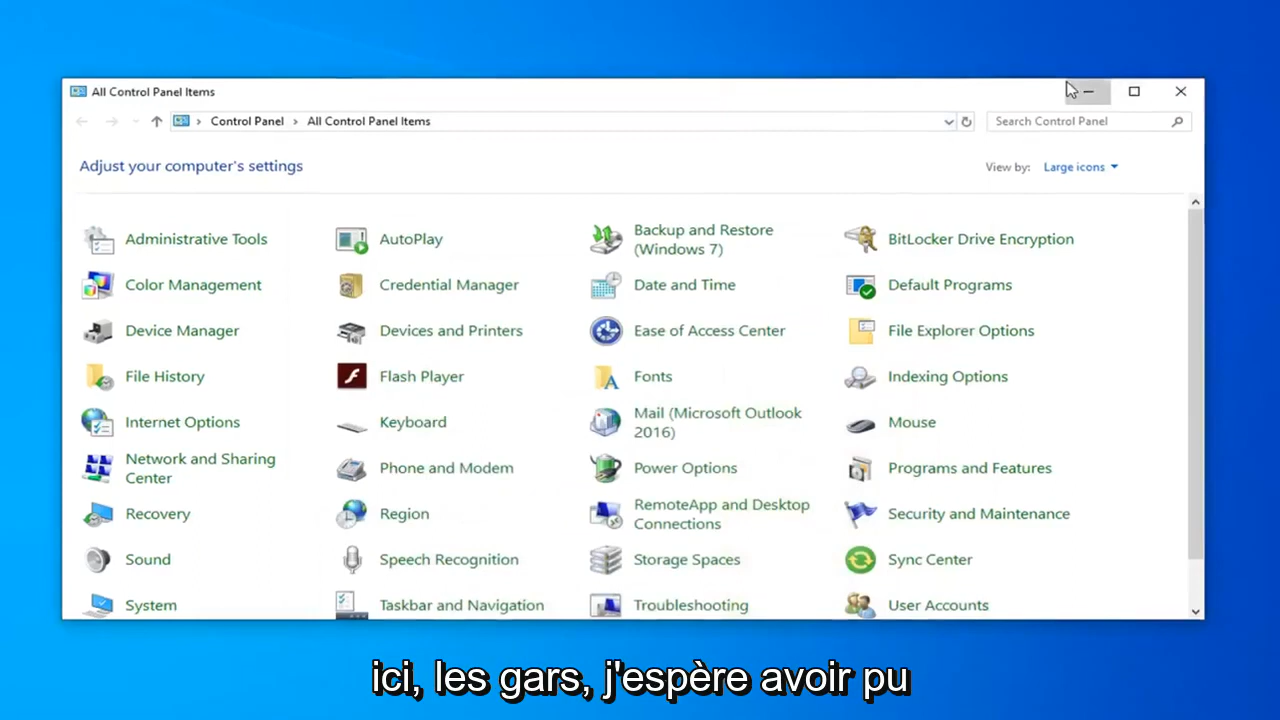 All Control Panel Items
Control Panel > All Control Panel Items
Search Control Panel
Adjust your computer's settings
View by: Large icons
Administrative Tools
AutoPlay
Backup and Restore
(Windows 7)
BitLocker Drive Encryption
Color Management
Credential Manager
Date and Time
Default Programs
Device Manager
Devices and Printers
Ease of Access Center
File Explorer Options
File History
Flash Player
Fonts
Indexing Options
Internet Options
Keyboard
Mail (Microsoft Outlook
2016)
Mouse
Network and Sharing
Center
Phone and Modem
Power Options
Programs and Features
Recovery
Region
RemoteApp and Desktop
Connections
Security and Maintenance
Sound
Speech Recognition
Storage Spaces
Sync Center
System
Taskbar and Navigation
Troubleshooting
User Accounts
ici, les gars, j'espère avoir pu